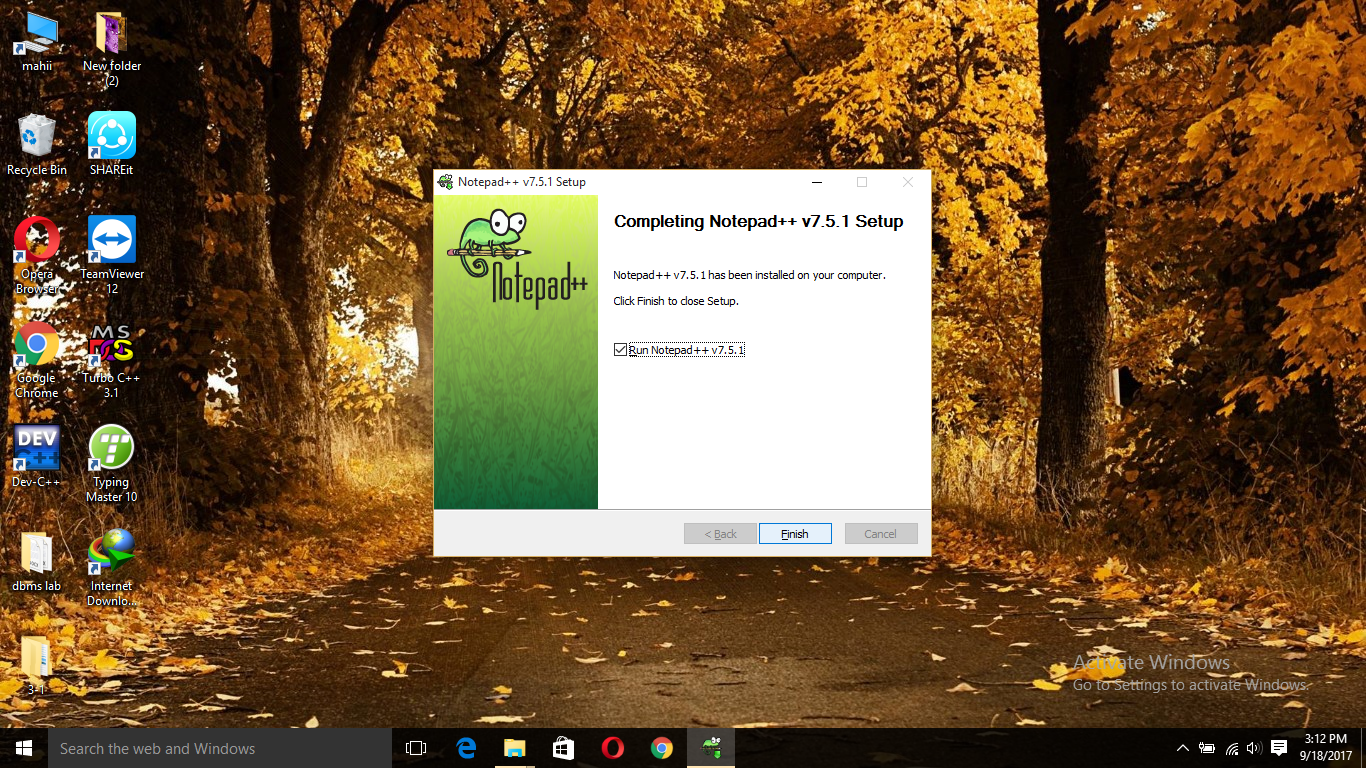 mahii
New folder
(2)
Recycle Bin
SHAREit
Opera
Browser
TeamViewer
12
Google
Chrome
MS
DOS
Turbo C++
3.1
DEV
C++
Dev-C++
Typing
Master 10
dbms lab
Internet
Downlo...
3-1
Notepad++ v7.5.1 Setup
Notepad++
Completing Notepad++ v7.5.1 Setup
Notepad++ v7.5.1 has been installed on your computer.
Click Finish to close Setup.
Run Notepad++ v7.5.1
< Back
Finish
Cancel
Activate Windows
Go to Settings to activate Windows.
Search the web and Windows
3:12 PM
9/18/2017